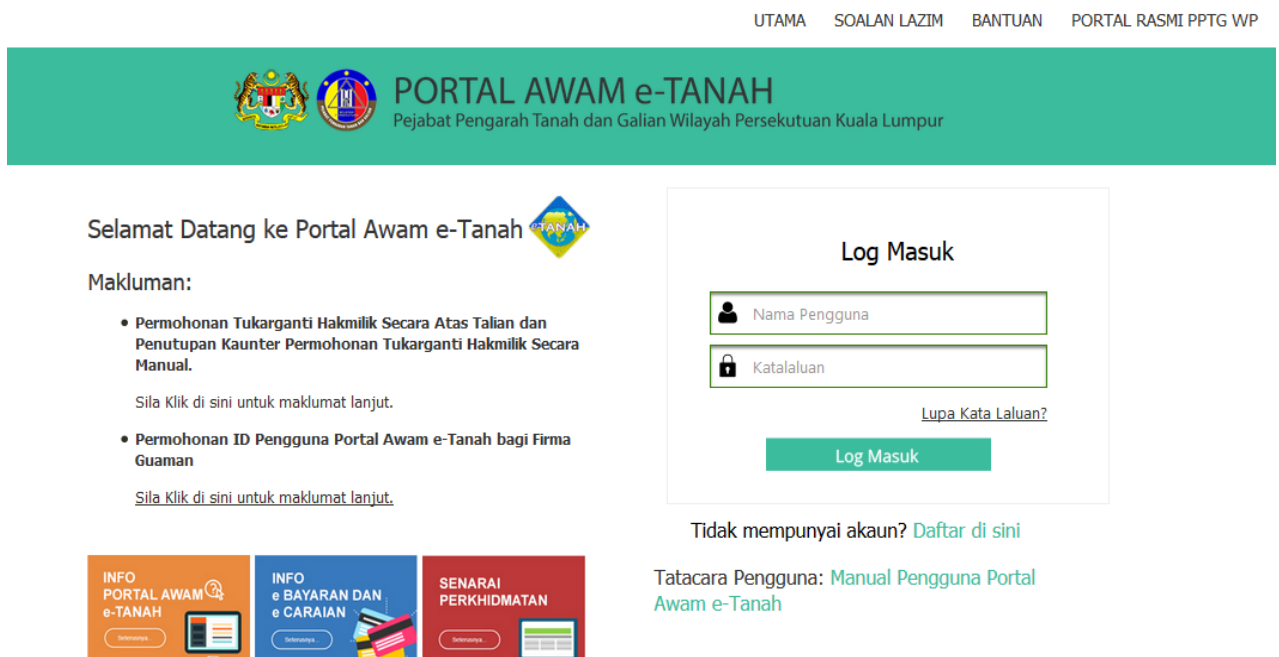 UTAMA SOALAN LAZIM BANTUAN PORTAL RASMI PPTG WP
PORTAL AWAM e-TANAH
Pejabat Pengarah Tanah dan Galian Wilayah Persekutuan Kuala Lumpur
Selamat Datang ke Portal Awam e-Tanah
eTANAH
Makluman:
• Permohonan Tukarganti Hakmilik Secara Atas Talian dan
Penutupan Kaunter Permohonan Tukarganti Hakmilik Secara
Manual.
Sila Klik di sini untuk maklumat lanjut.
• Permohonan ID Pengguna Portal Awam e-Tanah bagi Firma
Guaman
Sila Klik di sini untuk maklumat lanjut.
INFO
PORTAL AWAM
e-TANAH
Seterusnya...
INFO
e BAYARAN DAN
e CARAIAN
Seterusnya...
SENARAI
PERKHIDMATAN
Seterusnya...
Log Masuk
Nama Pengguna
Katalaluan
Lupa Kata Laluan?
Log Masuk
Tidak mempunyai akaun? Daftar di sini
Tatacara Pengguna: Manual Pengguna Portal
Awam e-Tanah